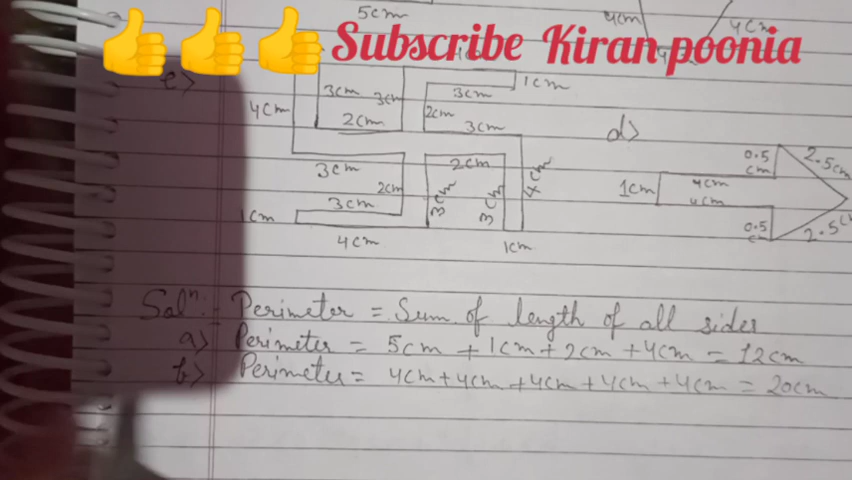 5cm
4cm
4cm
Subscribe Kiran poonia
e>
1cm
3cm
3cm
3cm
4cm
2cm
2cm
3cm
d>
0.5
cm
2.5cm
3cm
2cm
4cm
2cm
1cm
4cm
4cm
3cm
3cm
3cm
1cm
0.5
2.5cm
4cm
1cm
Solⁿ:- Perimeter = Sum of length of all sides
a> Perimeter = 5cm + 1cm + 2cm + 4cm = 12cm
b> Perimeter = 4cm + 4cm + 4cm + 4cm + 4cm = 20cm